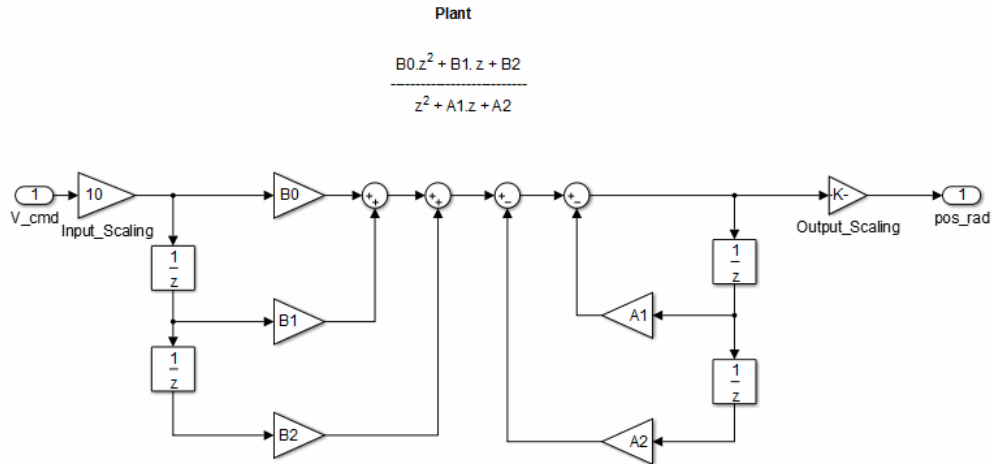 Plant
B0.z² + B1. z + B2
---------------------------
z² + A1.z + A2
1
V_cmd
10
Input_Scaling
B0
+
+
+
+
+
−
+
−
-K-
Output_Scaling
1
pos_rad
1
z
1
z
B1
A1
1
z
1
z
B2
A2